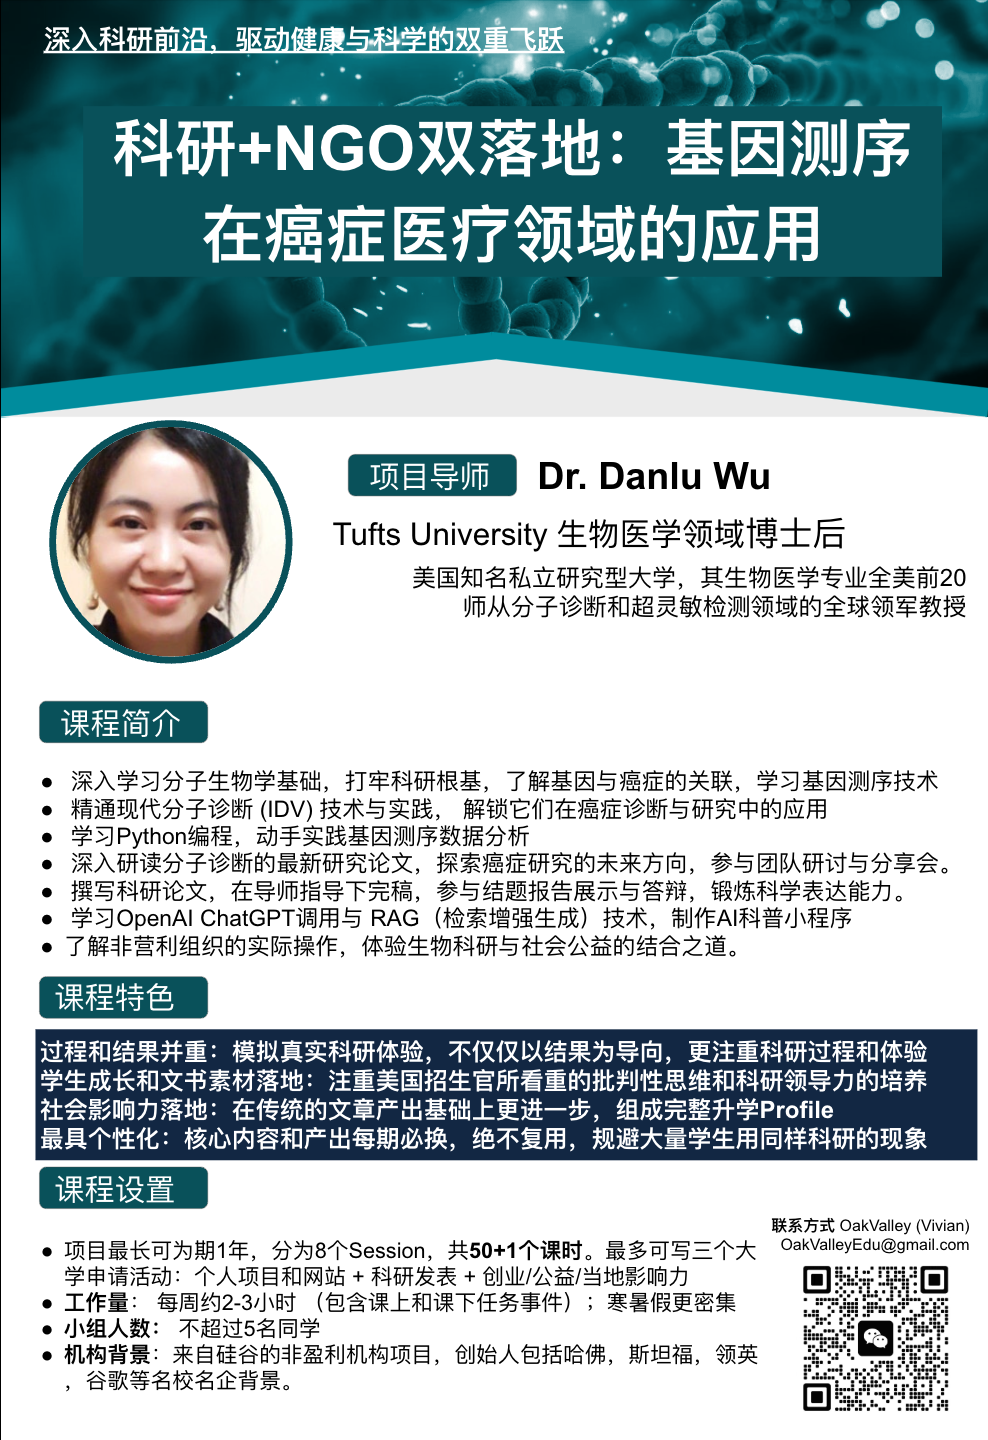 深入科研前沿，驱动健康与科学的双重飞跃
科研+NGO双落地：基因测序
在癌症医疗领域的应用
项目导师
Dr. Danlu Wu
Tufts University 生物医学领域博士后
美国知名私立研究型大学，其生物医学专业全美前20
师从分子诊断和超灵敏检测领域的全球领军教授
课程简介
● 深入学习分子生物学基础，打牢科研根基，了解基因与癌症的关联，学习基因测序技术
● 精通现代分子诊断 (IDV) 技术与实践， 解锁它们在癌症诊断与研究中的应用
● 学习Python编程，动手实践基因测序数据分析
● 深入研读分子诊断的最新研究论文，探索癌症研究的未来方向，参与团队研讨与分享会。
● 撰写科研论文，在导师指导下完稿，参与结题报告展示与答辩，锻炼科学表达能力。
● 学习OpenAI ChatGPT调用与 RAG（检索增强生成）技术，制作AI科普小程序
● 了解非营利组织的实际操作，体验生物科研与社会公益的结合之道。
课程特色
过程和结果并重：模拟真实科研体验，不仅仅以结果为导向，更注重科研过程和体验
学生成长和文书素材落地：注重美国招生官所看重的批判性思维和科研领导力的培养
社会影响力落地：在传统的文章产出基础上更进一步，组成完整升学Profile
最具个性化：核心内容和产出每期必换，绝不复用，规避大量学生用同样科研的现象
课程设置
● 项目最长可为期1年，分为8个Session，共50+1个课时。最多可写三个大
学申请活动：个人项目和网站 + 科研发表 + 创业/公益/当地影响力
● 工作量： 每周约2-3小时 （包含课上和课下任务事件）；寒暑假更密集
● 小组人数： 不超过5名同学
● 机构背景：来自硅谷的非盈利机构项目，创始人包括哈佛，斯坦福，领英
，谷歌等名校名企背景。
联系方式 OakValley (Vivian)
OakValleyEdu@gmail.com